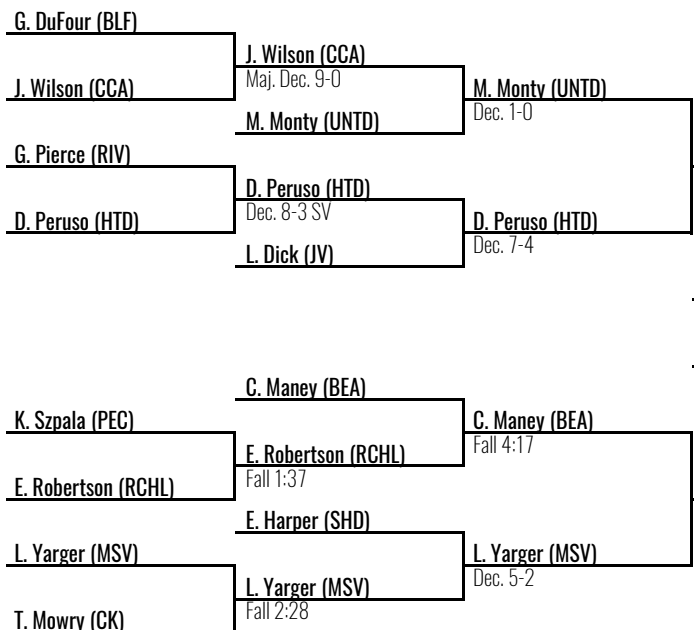 G. DuFour (BLF)
J. Wilson (CCA)
Maj. Dec. 9-0
J. Wilson (CCA)
M. Monty (UNTD)
Dec. 1-0
M. Monty (UNTD)
G. Pierce (RIV)
D. Peruso (HTD)
Dec. 8-3 SV
D. Peruso (HTD)
D. Peruso (HTD)
Dec. 7-4
L. Dick (JV)
C. Maney (BEA)
K. Szpala (PEC)
C. Maney (BEA)
Fall 4:17
E. Robertson (RCHL)
Fall 1:37
E. Robertson (RCHL)
E. Harper (SHD)
L. Yarger (MSV)
L. Yarger (MSV)
Dec. 5-2
L. Yarger (MSV)
Fall 2:28
T. Mowry (CK)